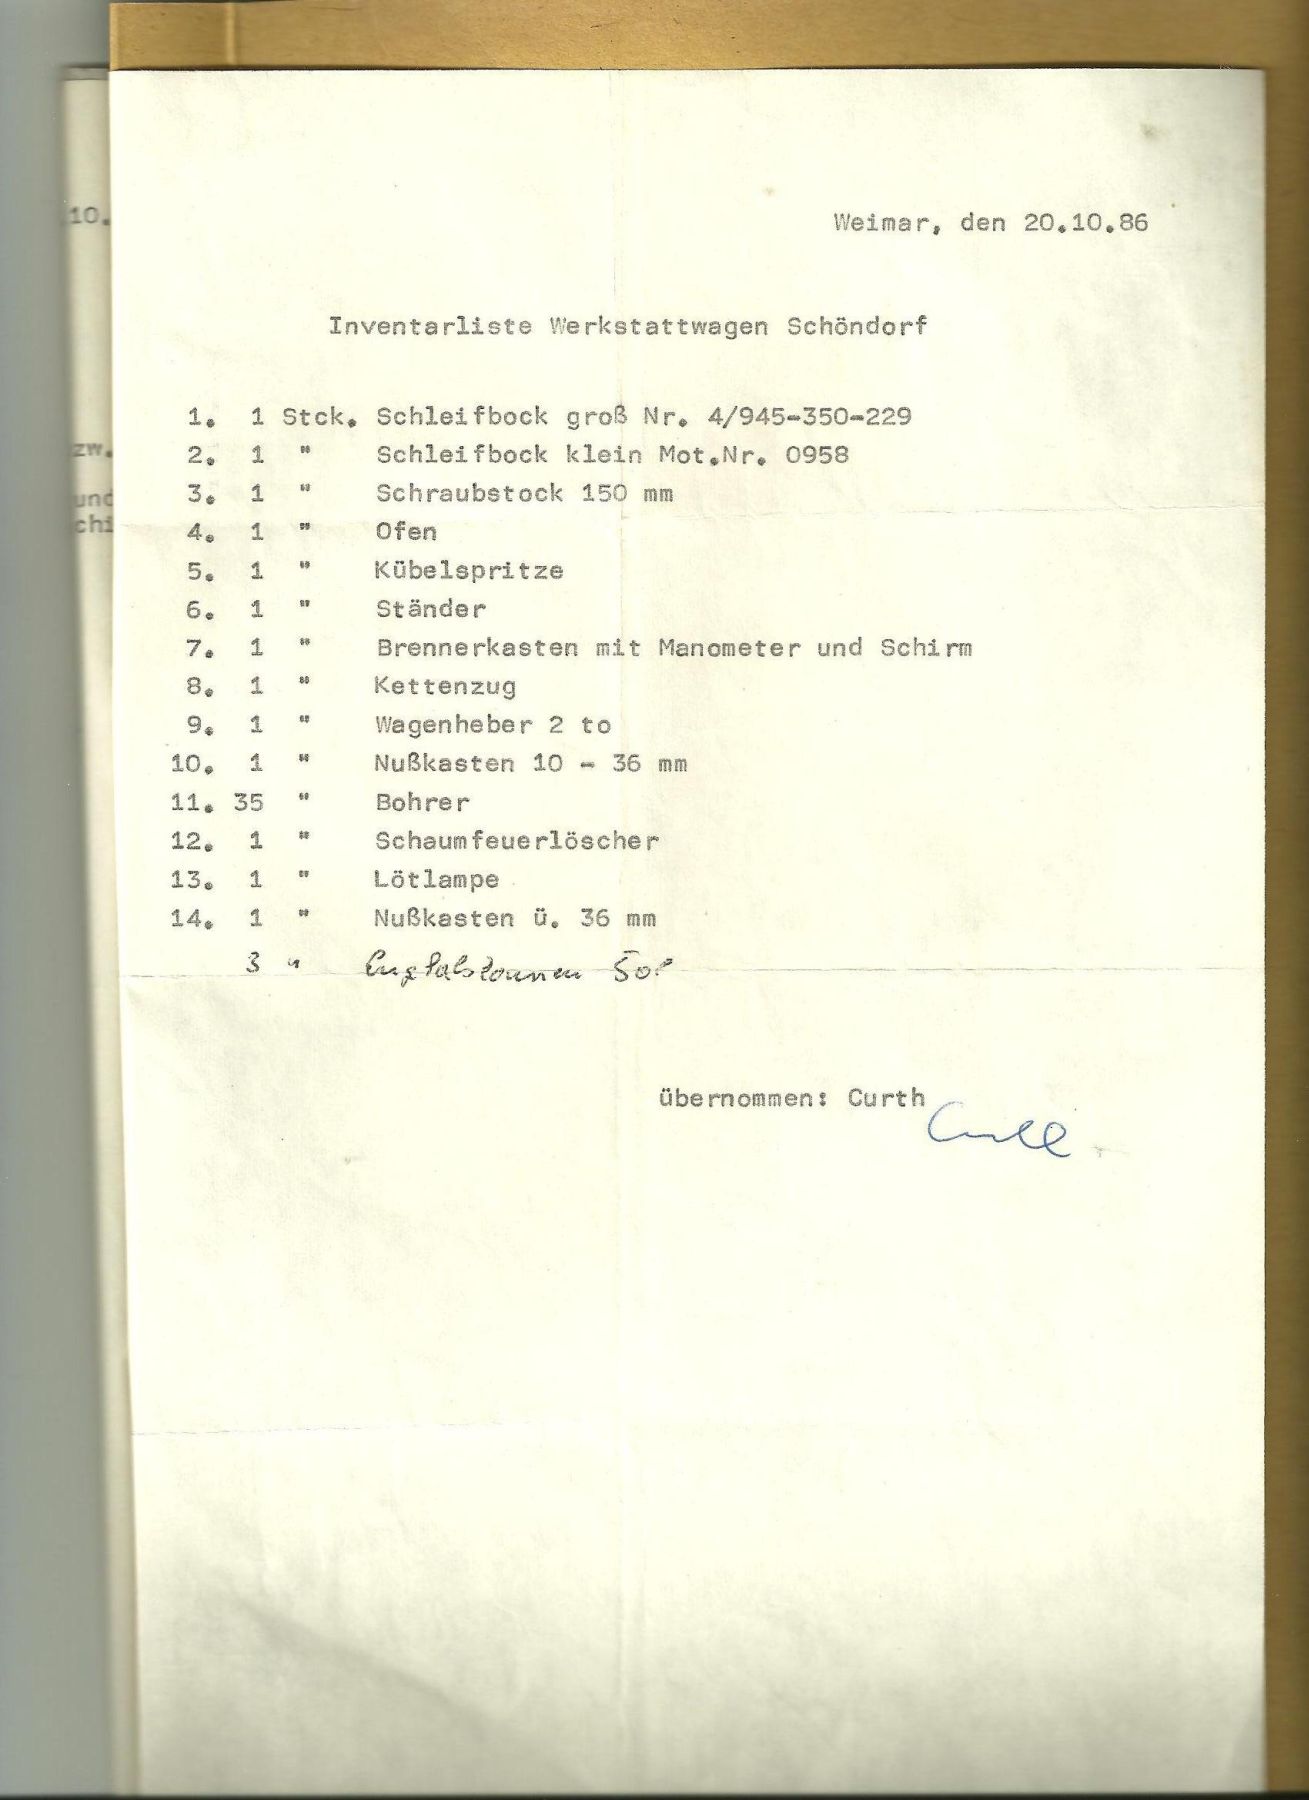 Weimar, den 20.10.86
Inventarliste Werkstattwagen Schöndorf
1. 1 Stck. Schleifbock groß Nr. 4/945-350-229
2. 1 " Schleifbock klein Mot.Nr. 0958
3. 1 " Schraubstock 150 mm
4. 1 " Ofen
5. 1 " Kübelspritze
6. 1 " Ständer
7. 1 " Brennerkasten mit Manometer und Schirm
8. 1 " Kettenzug
9. 1 " Wagenheber 2 to
10. 1 " Nußkasten 10 - 36 mm
11. 35 " Bohrer
12. 1 " Schaumfeuerlöscher
13. 1 " Lötlampe
14. 1 " Nußkasten ü. 36 mm
3 " 50l
übernommen: Curth
10.
zw.
und
chi